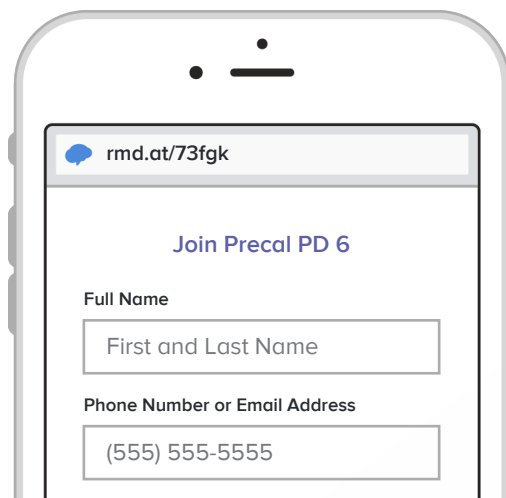 rmd.at/73fgk
Join Precal PD 6
Full Name
First and Last Name
Phone Number or Email Address
(555) 555-5555